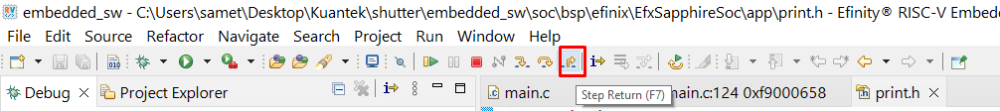 embedded_sw - C:\Users\samet\Desktop\Kuantek\shutter\embedded_sw\soc\bsp\efinix\EfxSapphireSoc\app\print.h - Efinity® RISC-V Embe
File Edit Source Refactor Navigate Search Project Run Window Help
Debug Project Explorer main.c main.c:124 0xf9000658 print.h
Step Return (F7)